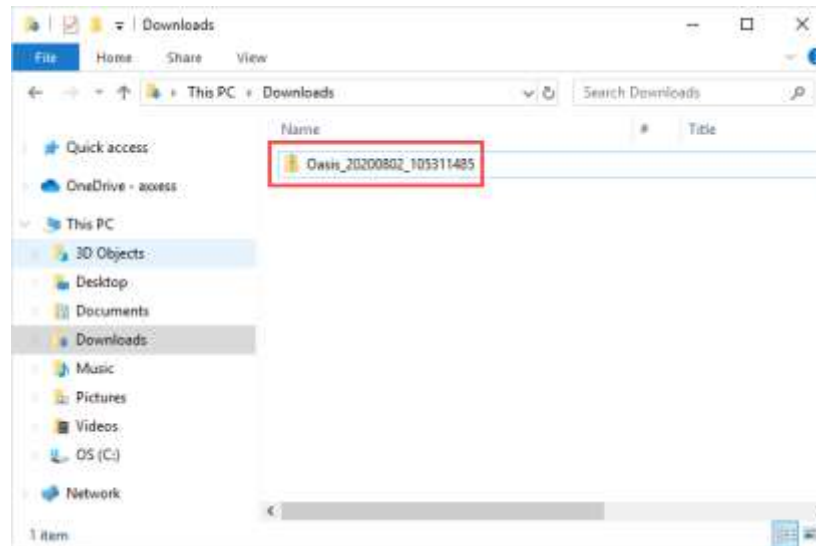 Downloads
File Home Share View
This PC Downloads Search Downloads
Name # Title
Quick access
Oasis_20200802_105311485
OneDrive - axxess
This PC
3D Objects
Desktop
Documents
Downloads
Music
Pictures
Videos
OS (C:)
Network
1 item